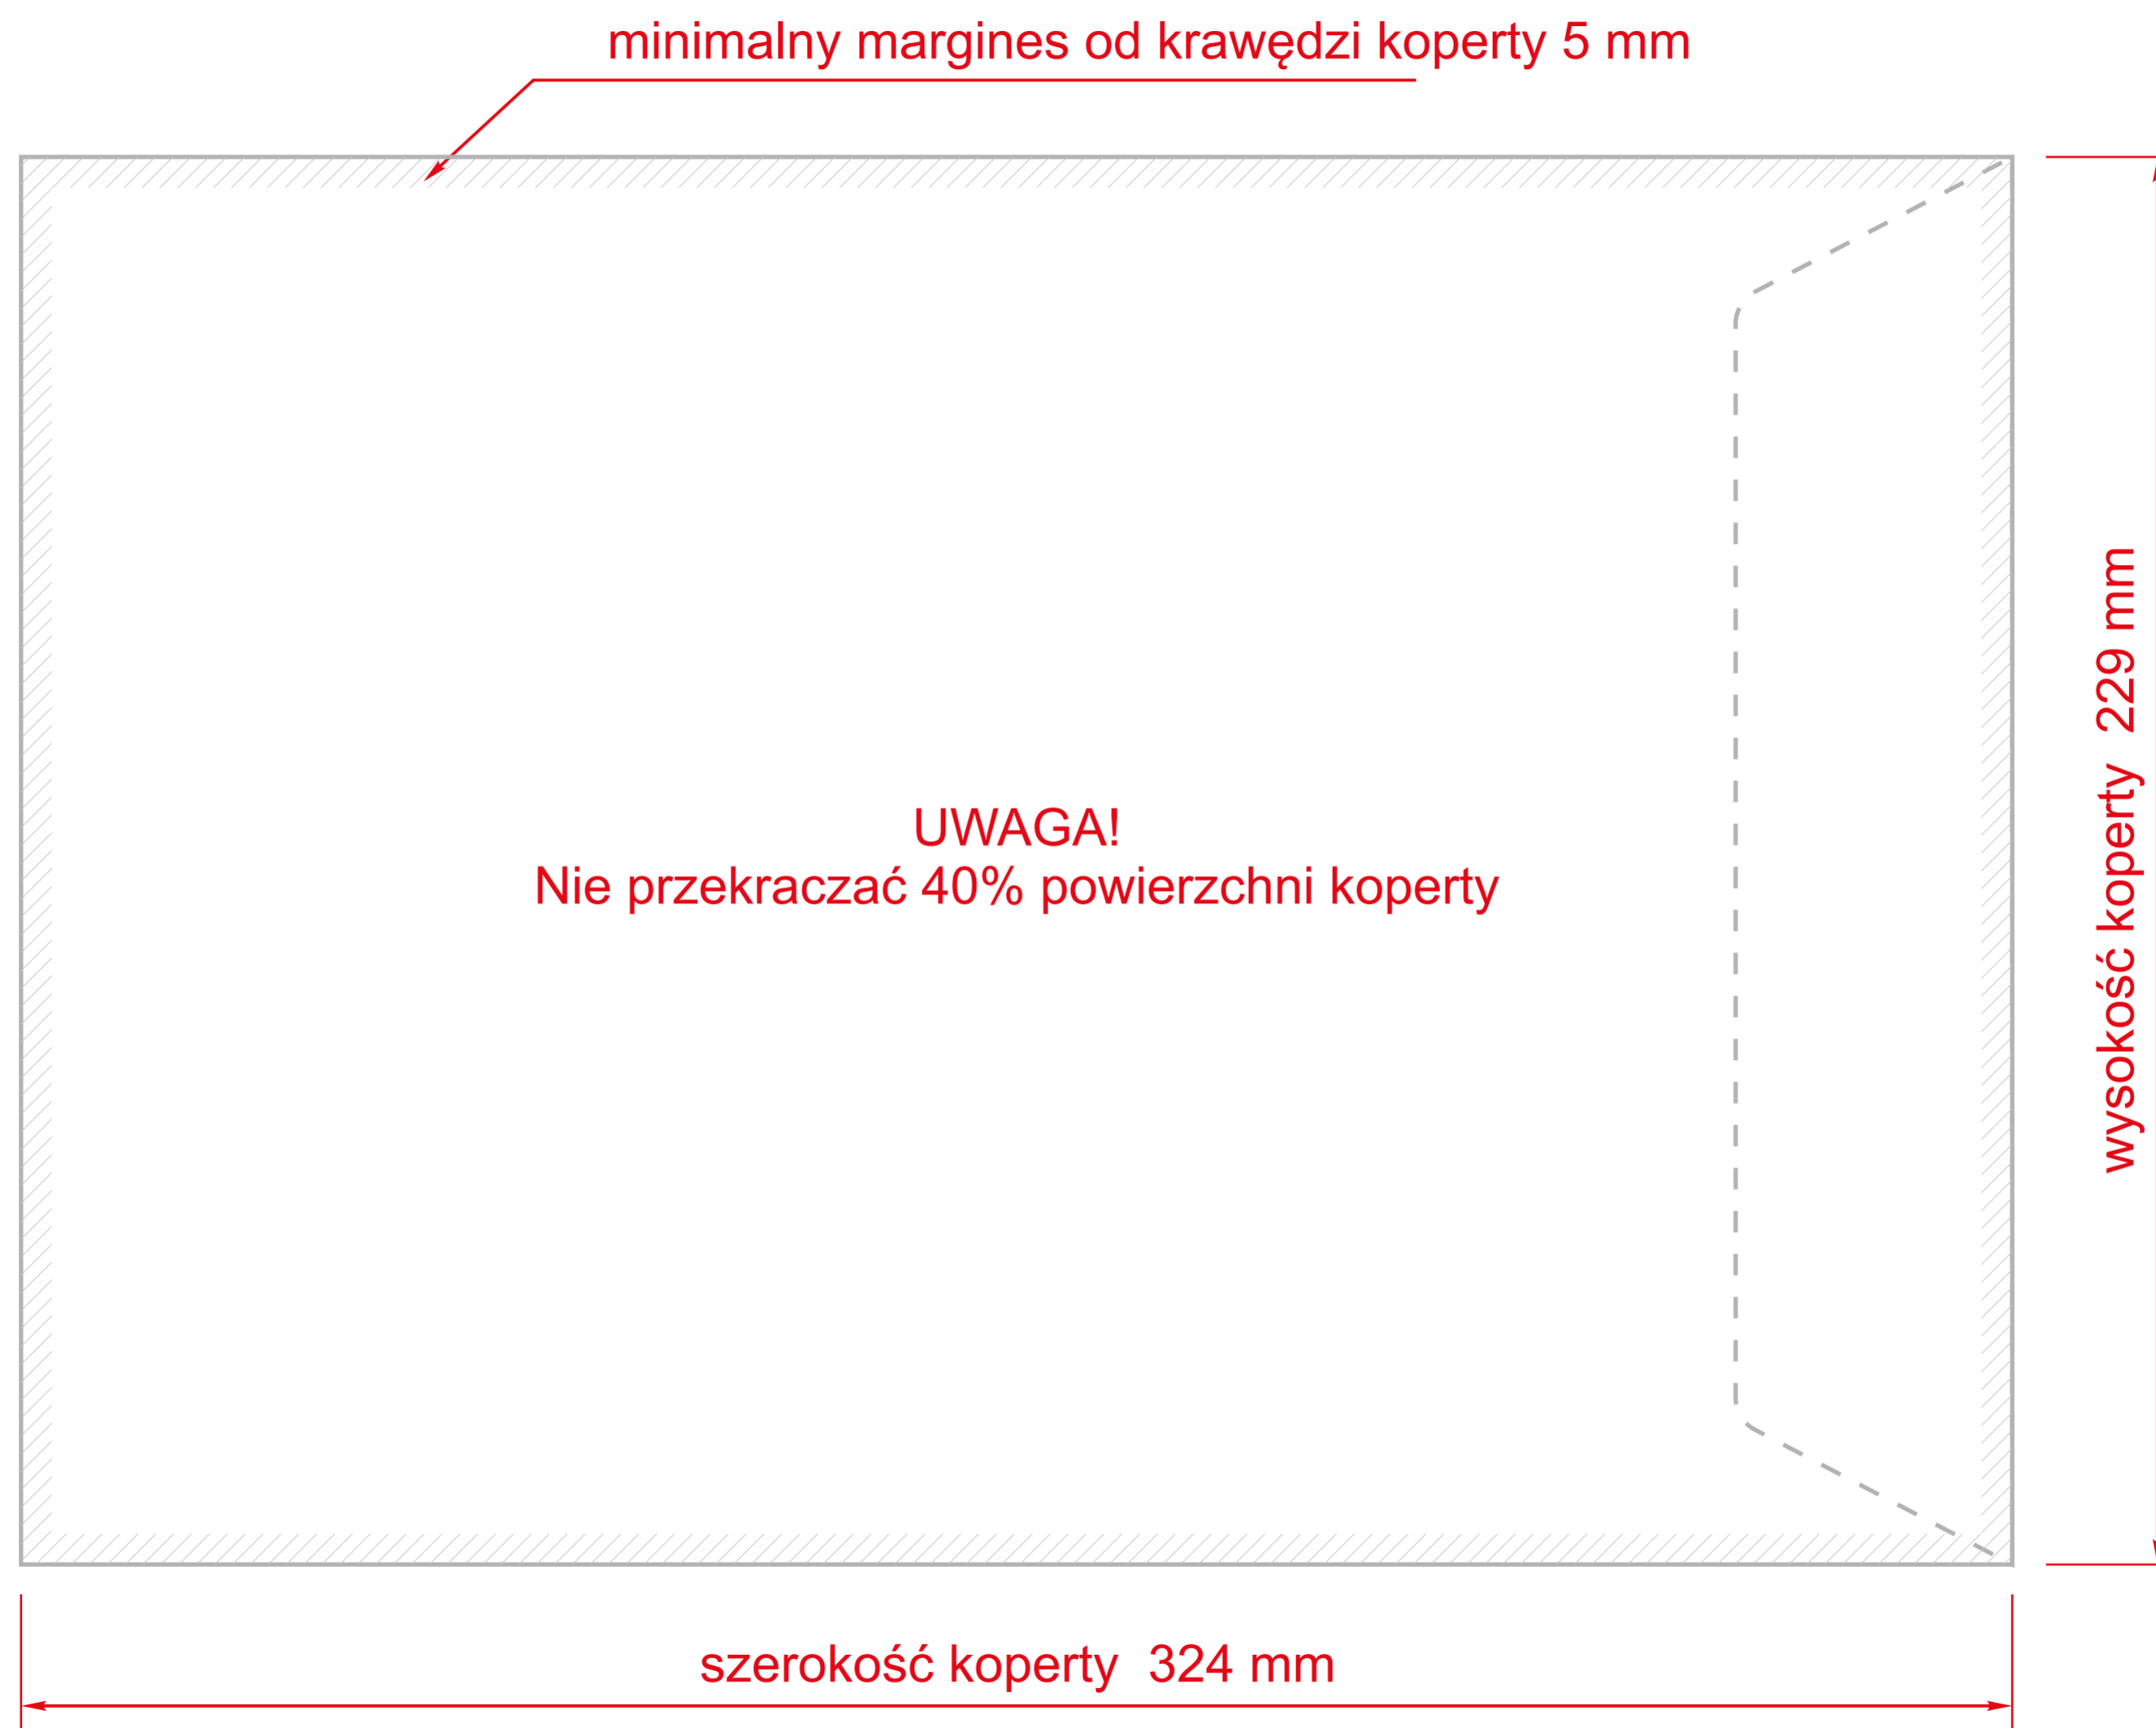 minimalny margines od krawędzi koperty 5 mm
UWAGA!
Nie przekraczać 40% powierzchni koperty
wysokość koperty 229 mm
szerokość koperty 324 mm